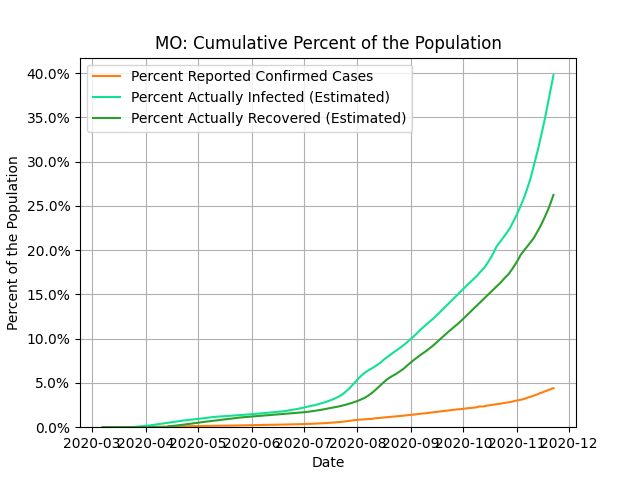 MO: Cumulative Percent of the Population
Percent Reported Confirmed Cases
Percent Actually Infected (Estimated)
Percent Actually Recovered (Estimated)
Percent of the Population
40.0%
35.0%
30.0%
25.0%
20.0%
15.0%
10.0%
5.0%
0.0%
2020-03 2020-04 2020-05 2020-06 2020-07 2020-08 2020-09 2020-10 2020-11 2020-12
Date